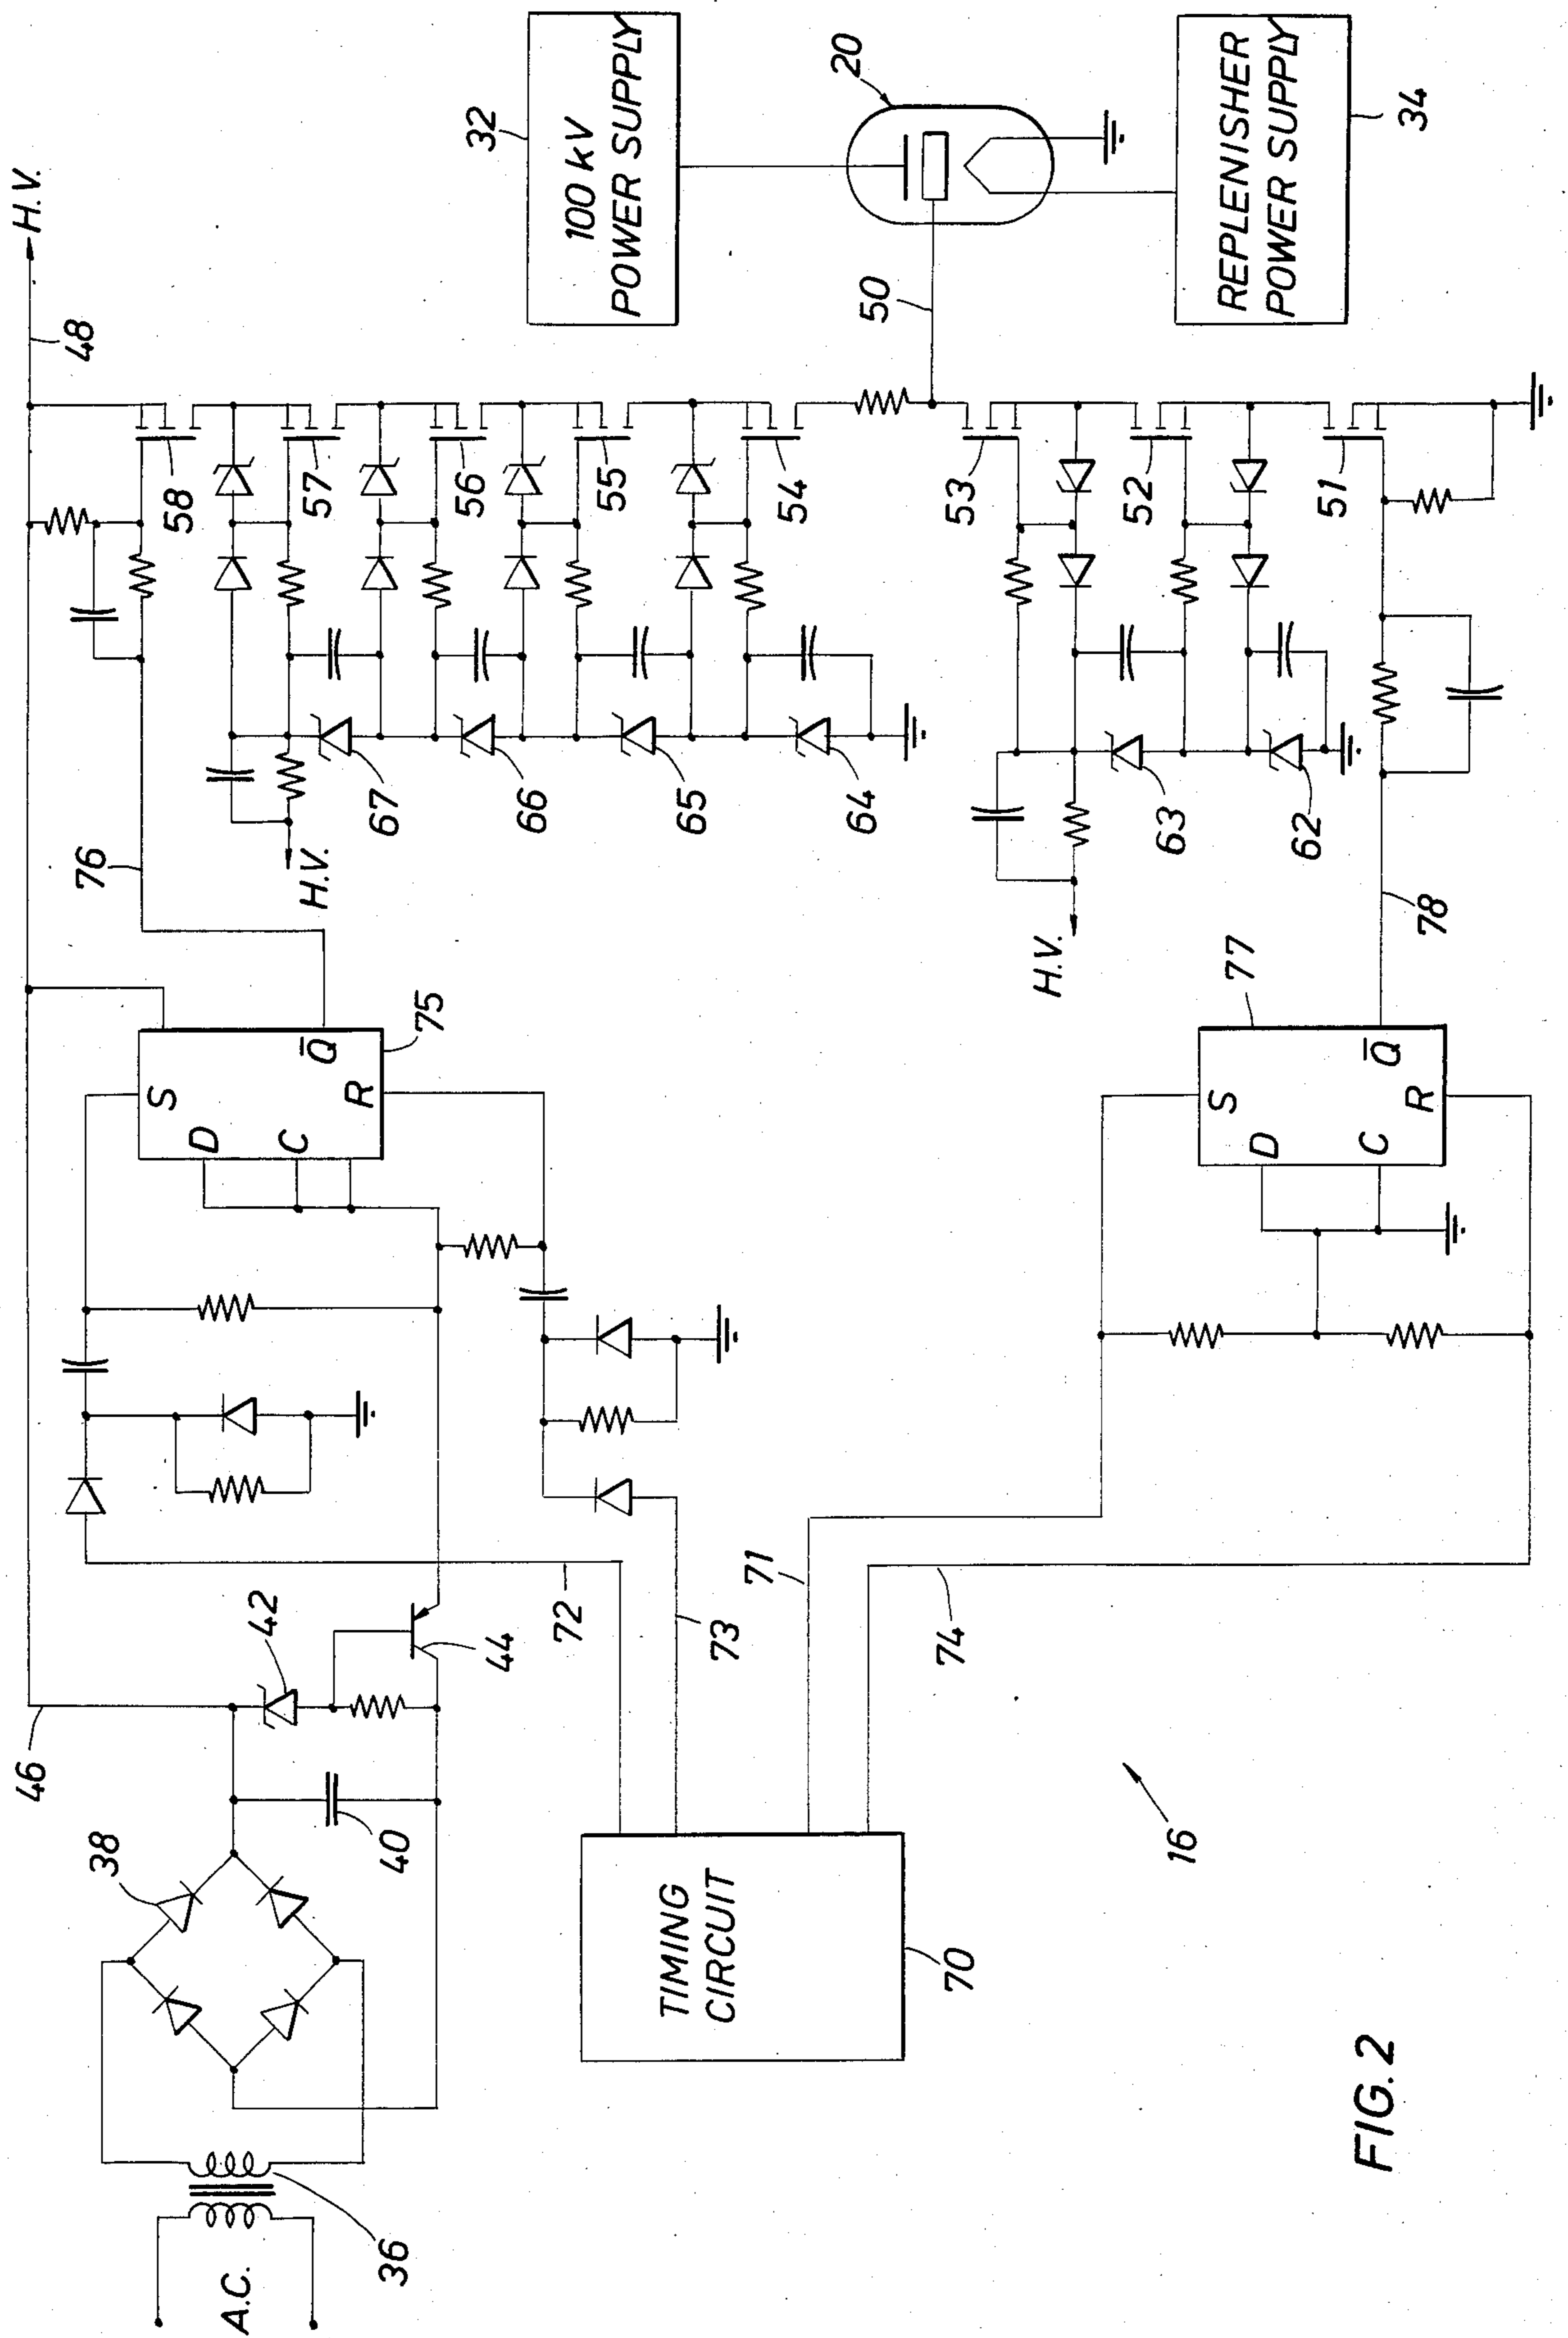 A.C.
36
38
40
46
42
44
TIMING
CIRCUIT
70
72
73
71
74
16
S
D
C
Q̅
R
75
76
S
D
C
Q̅
R
77
78
H.V.
48
58
57
56
55
54
53
52
51
67
66
65
64
63
62
H.V.
H.V.
50
32
100 kV
POWER SUPPLY
20
REPLENISHER
POWER SUPPLY
34
FIG. 2